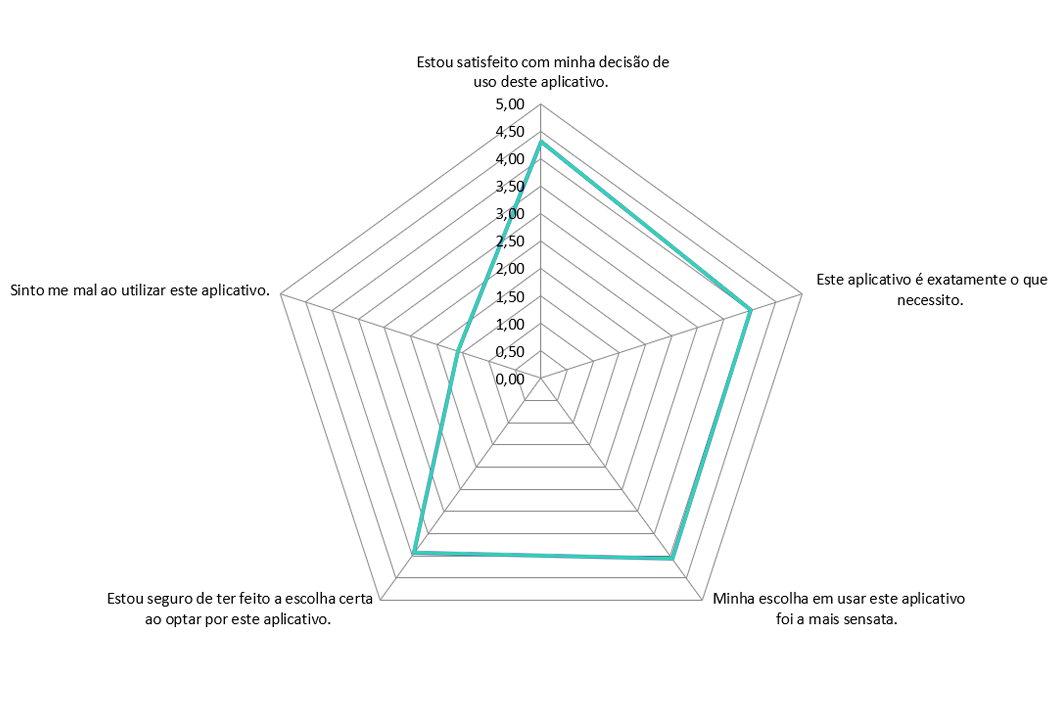 Estou satisfeito com minha decisão de
uso deste aplicativo.
5,00
4,50
4,00
3,50
3,00
2,50
2,00
1,50
1,00
0,50
0,00
Este aplicativo é exatamente o que
necessito.
Minha escolha em usar este aplicativo
foi a mais sensata.
Estou seguro de ter feito a escolha certa
ao optar por este aplicativo.
Sinto me mal ao utilizar este aplicativo.